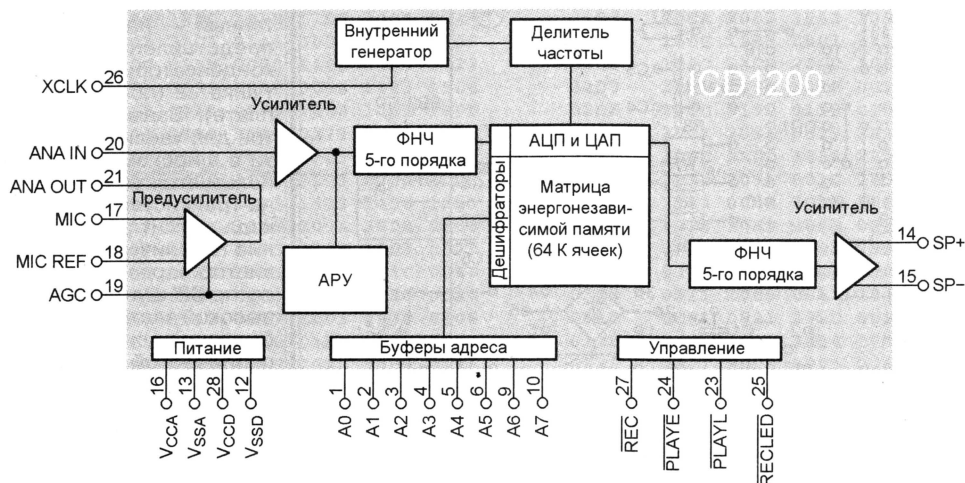 Внутренний
генератор
Делитель
частоты
ICD1200
XCLK 26
Усилитель
ANA IN 20
ФНЧ
5-го порядка
АЦП и ЦАП
Дешифраторы
Матрица
энергонезави-
симой памяти
(64 К ячеек)
ANA OUT 21
Предусилитель
MIC 17
MIC REF 18
AGC 19
АРУ
ФНЧ
5-го порядка
Усилитель
14 SP+
15 SP−
Питание
Буферы адреса
Управление
16 13 28 12
VCCA VSSA VCCD VSSD
1 2 3 4 5 6 9 10
A0 A1 A2 A3 A4 A5 A6 A7
27 24 23 25
REC PLAYE PLAYL RECLED